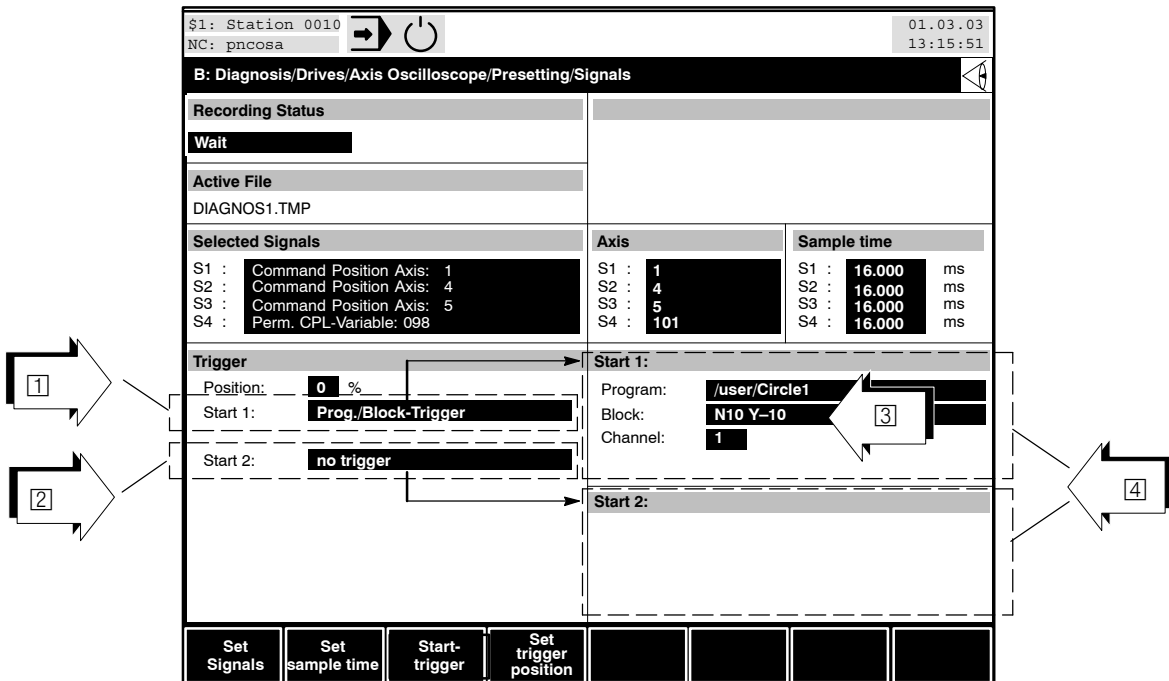 $1: Station 0010
NC: pncosa
01.03.03
13:15:51
B: Diagnosis/Drives/Axis Oscilloscope/Presetting/Signals
Recording Status
Wait
Active File
DIAGNOS1.TMP
Selected Signals
S1 : Command Position Axis: 1
S2 : Command Position Axis: 4
S3 : Command Position Axis: 5
S4 : Perm. CPL-Variable: 098
Axis
S1 : 1
S2 : 4
S3 : 5
S4 : 101
Sample time
S1 : 16.000 ms
S2 : 16.000 ms
S3 : 16.000 ms
S4 : 16.000 ms
Trigger
Position: 0 %
Start 1: Prog./Block-Trigger
Start 2: no trigger
Start 1:
Program: /user/Circle1
Block: N10 Y–10
Channel: 1
Start 2:
1
2
3
4
Set
Signals
Set
sample time
Start-
trigger
Set
trigger
position